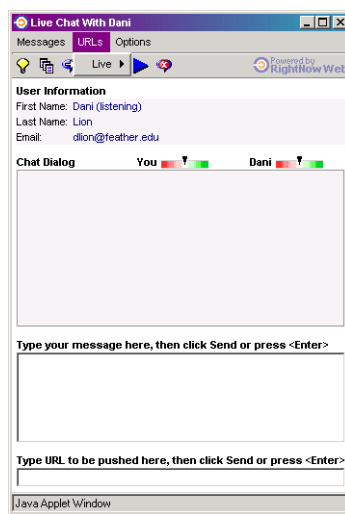 Live Chat With Dani
Messages URLs Options
Live
Powered by
RightNow Web
User Information
First Name: Dani (listening)
Last Name: Lion
Email: dlion@feather.edu
Chat Dialog You Dani
Type your message here, then click Send or press <Enter>
Type URL to be pushed here, then click Send or press <Enter>
Java Applet Window